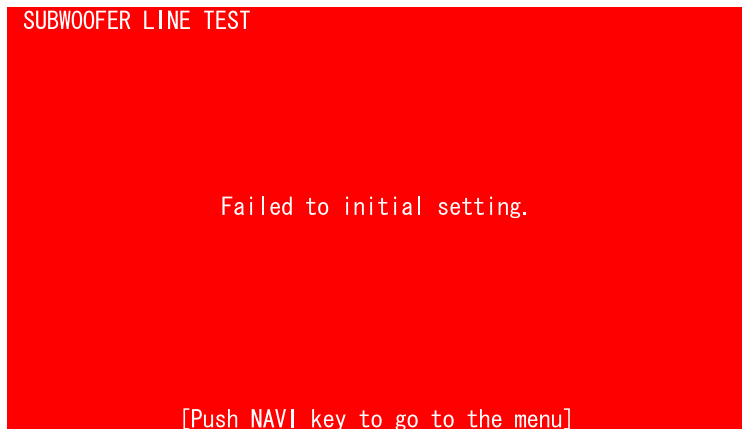 SUBWOOFER LINE TEST
Failed to initial setting.
[Push NAVI key to go to the menu]